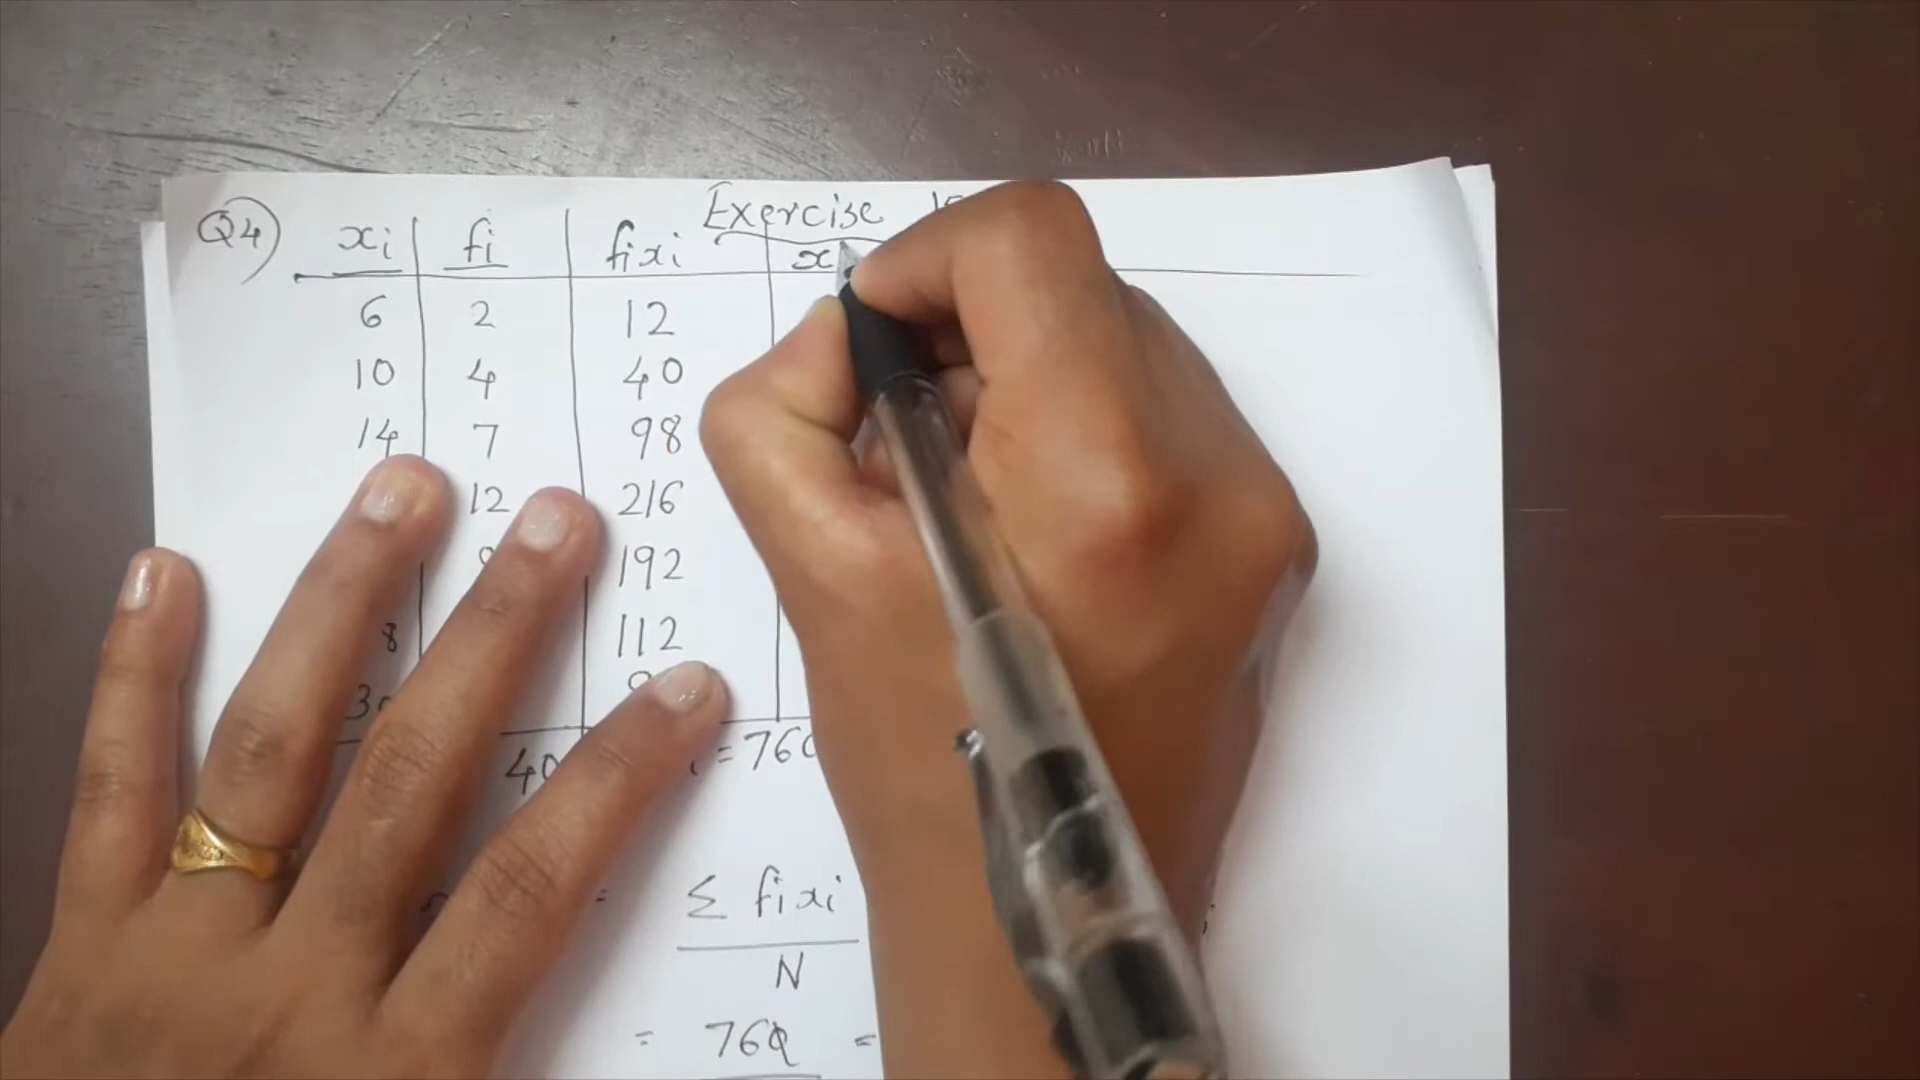 Exercise
Q4 xi fi fixi x
6 2 12
10 4 40
14 7 98
12 216
192
8 112
30
40 = 760
= Σ fixi
N
= 760 =